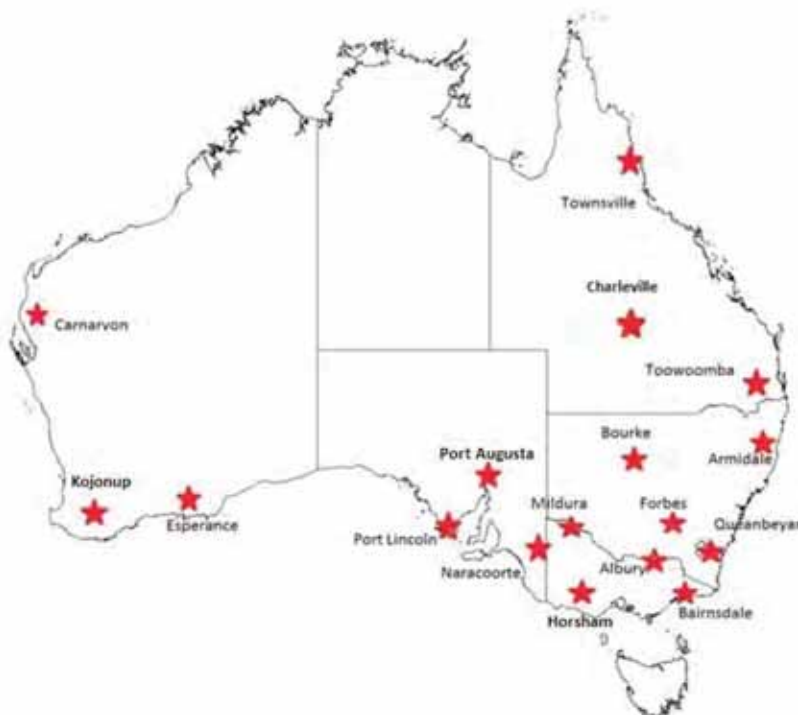 Townsville
Charleville
Carnarvon
Toowoomba
Bourke
Armidale
Port Augusta
Kojonup
Mildura
Forbes
Queanbeyan
Esperance
Port Lincoln
Naracoorte
Albury
Bairnsdale
Horsham